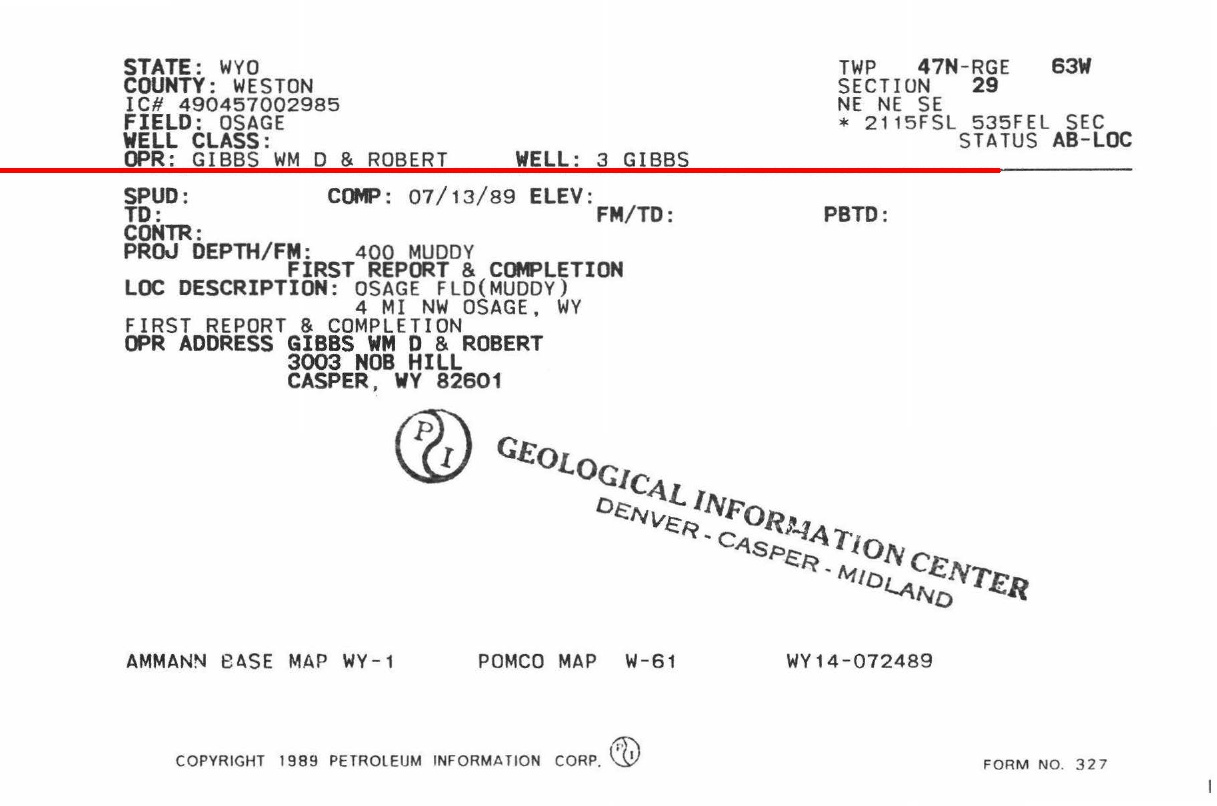 STATE: WYO TWP 47N-RGE 63W
COUNTY: WESTON SECTION 29
IC# 490457002985 NE NE SE
FIELD: OSAGE * 2115FSL 535FEL SEC
WELL CLASS: STATUS AB-LOC
OPR: GIBBS WM D & ROBERT WELL: 3 GIBBS
SPUD: COMP: 07/13/89 ELEV:
TD: FM/TD: PBTD:
CONTR:
PROJ DEPTH/FM: 400 MUDDY
FIRST REPORT & COMPLETION
LOC DESCRIPTION: OSAGE FLD(MUDDY)
4 MI NW OSAGE, WY
FIRST REPORT & COMPLETION
OPR ADDRESS GIBBS WM D & ROBERT
3003 NOB HILL
CASPER, WY 82601
PI GEOLOGICAL INFORMATION CENTER
DENVER - CASPER - MIDLAND
AMMANN BASE MAP WY-1 POMCO MAP W-61 WY14-072489
COPYRIGHT 1989 PETROLEUM INFORMATION CORP. PI FORM NO. 327